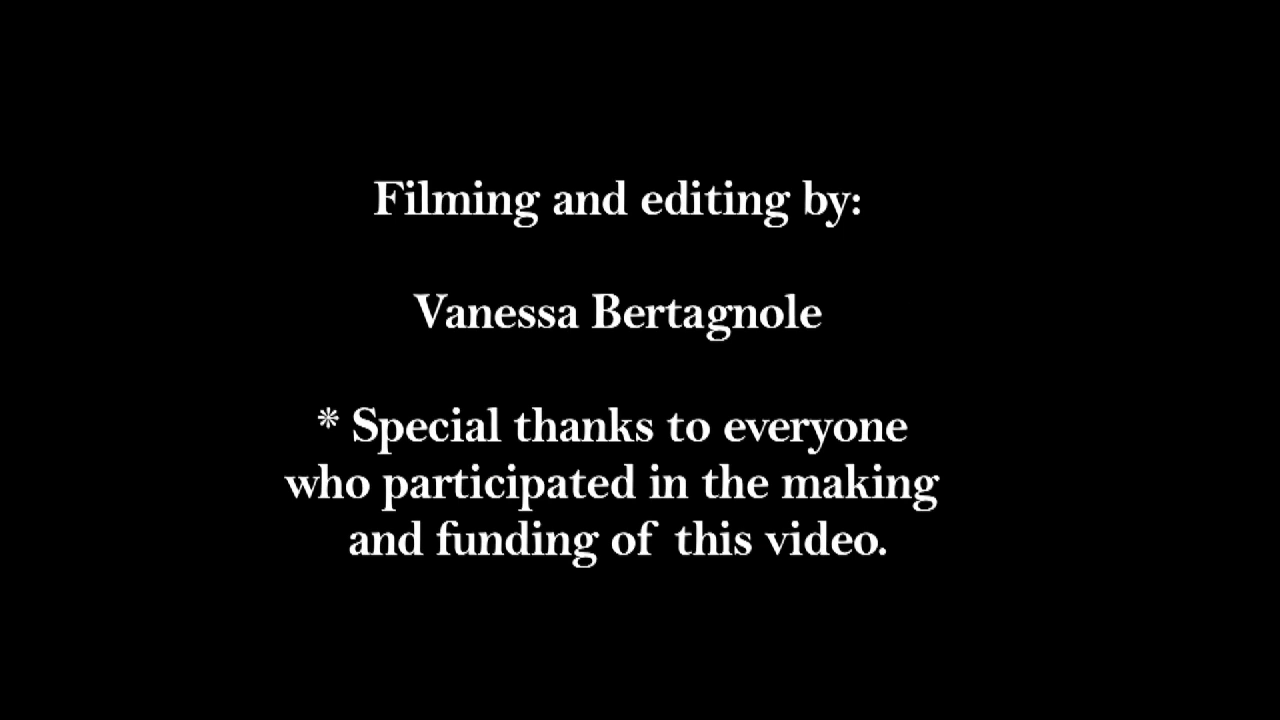 Filming and editing by:
Vanessa Bertagnole
* Special thanks to everyone
who participated in the making
and funding of this video.